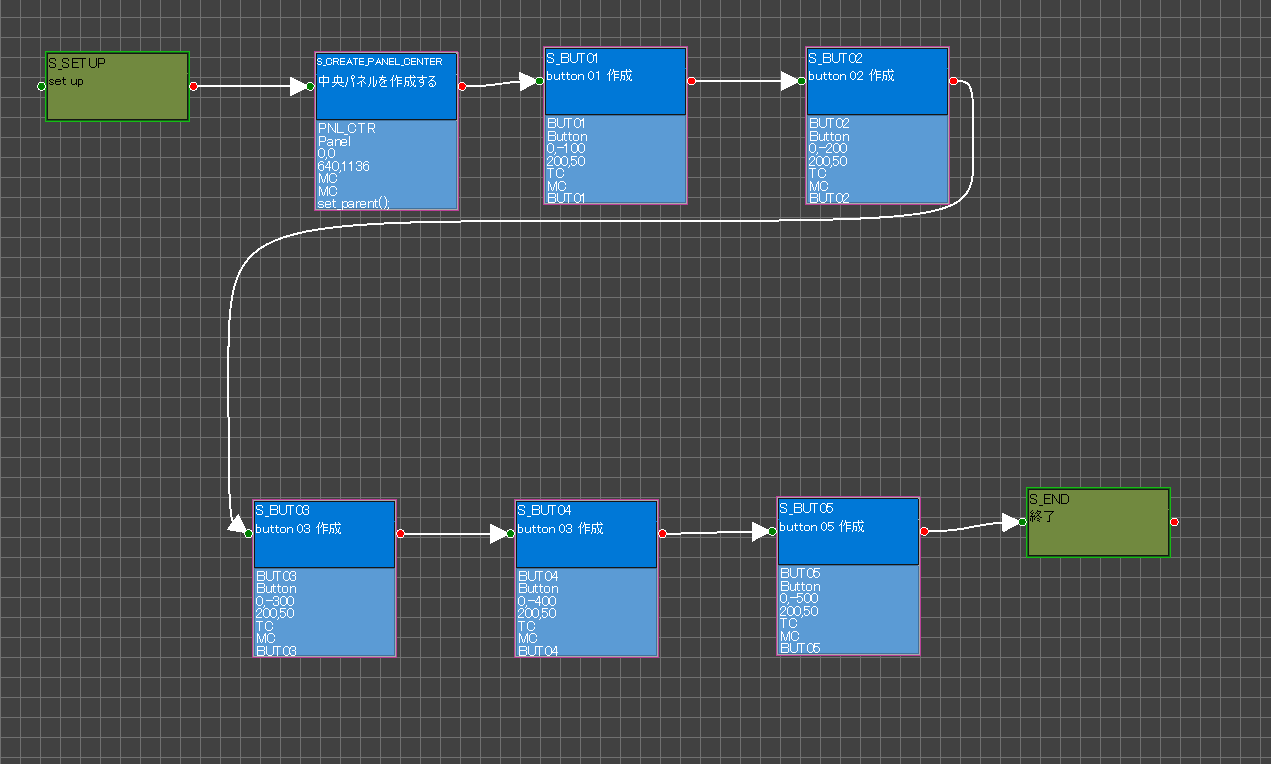 S_SETUP
set up
S_CREATE_PANEL_CENTER
中央パネルを作成する
PNL_CTR
Panel
0,0
640,1136
MC
MC
set_parent();
S_BUT01
button 01 作成
BUT01
Button
0,-100
200,50
TC
MC
BUT01
S_BUT02
button 02 作成
BUT02
Button
0,-200
200,50
TC
MC
BUT02
S_BUT03
button 03 作成
BUT03
Button
0,-300
200,50
TC
MC
BUT03
S_BUT04
button 03 作成
BUT04
Button
0,-400
200,50
TC
MC
BUT04
S_BUT05
button 05 作成
BUT05
Button
0,-500
200,50
TC
MC
BUT05
S_END
終了